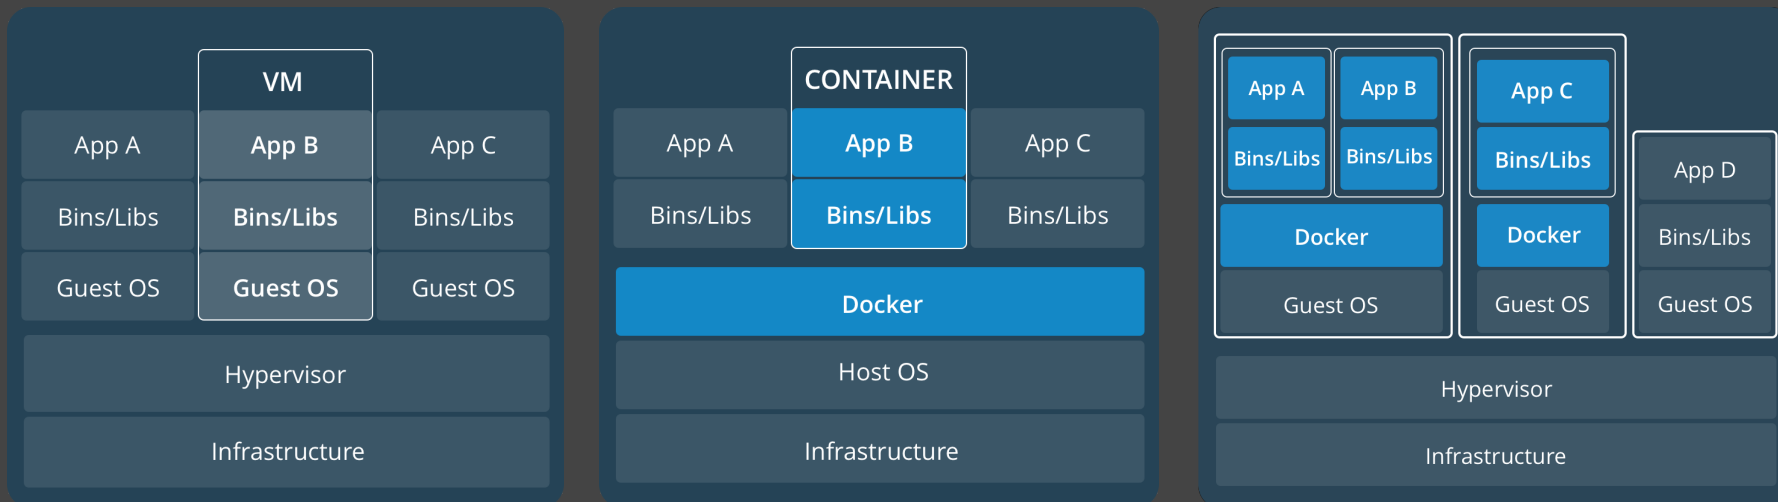 VM
App A
App B
App C
Bins/Libs
Bins/Libs
Bins/Libs
Guest OS
Guest OS
Guest OS
Hypervisor
Infrastructure
CONTAINER
App A
App B
App C
Bins/Libs
Bins/Libs
Bins/Libs
Docker
Host OS
Infrastructure
App A
App B
Bins/Libs
Bins/Libs
Docker
Guest OS
App C
Bins/Libs
Docker
Guest OS
App D
Bins/Libs
Guest OS
Hypervisor
Infrastructure